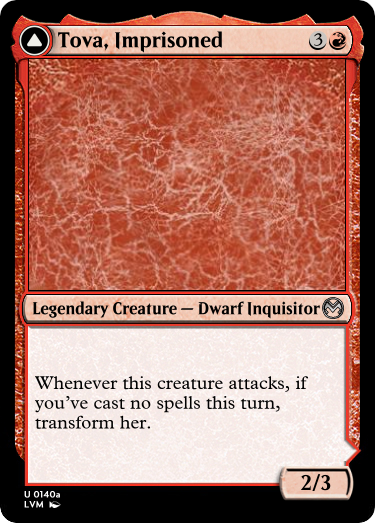 Tova, Imprisoned 3
Legendary Creature — Dwarf Inquisitor
Whenever this creature attacks, if
you've cast no spells this turn,
transform her.
2/3
U 0140a
LVM